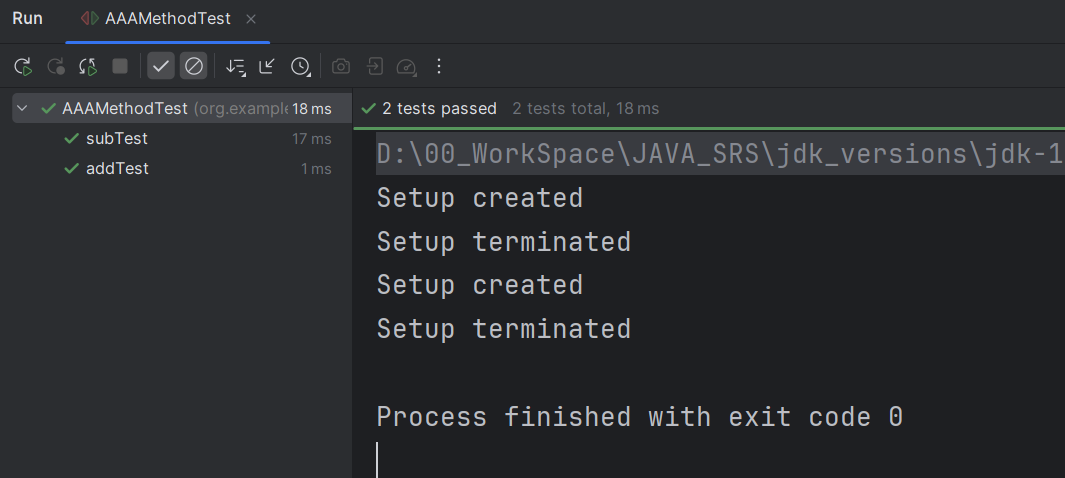 Run AAAMethodTest
AAAMethodTest (org.example 18 ms
subTest 17 ms
addTest 1 ms
2 tests passed 2 tests total, 18 ms
D:\00_WorkSpace\JAVA_SRS\jdk_versions\jdk-1
Setup created
Setup terminated
Setup created
Setup terminated
Process finished with exit code 0